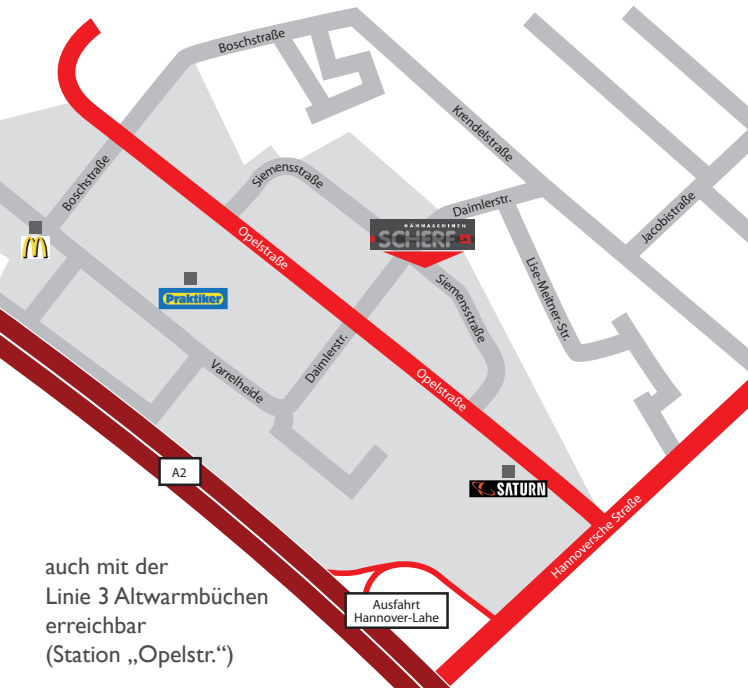 Boschstraße
Krendelstraße
Boschstraße
Siemensstraße
Daimlerstr.
Jacobistraße
NÄHMASCHINEN
SCHERF
Opelstraße
Lise-Meltner-Str.
Siemensstraße
Praktiker
Daimlerstr.
Varrelheide
Opelstraße
A2
SATURN
Hannoversche Straße
auch mit der
Linie 3 Altwarmbüchen
erreichbar
(Station „Opelstr.“)
Ausfahrt
Hannover-Lahe